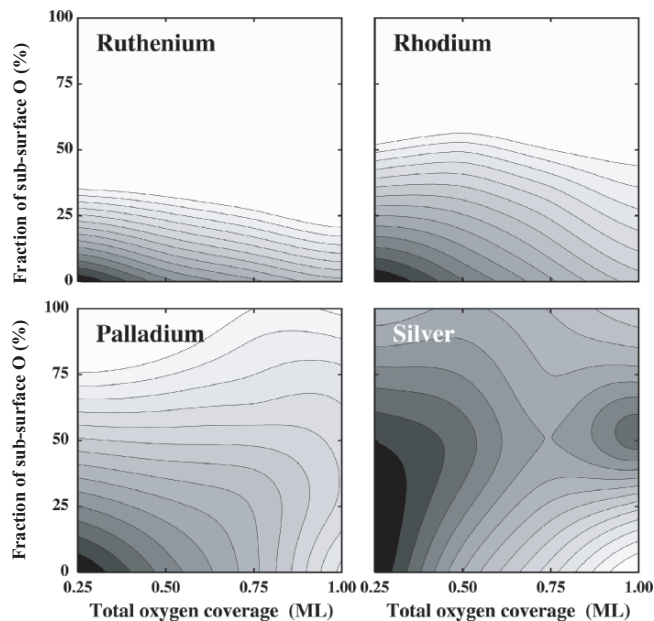 Ruthenium
Rhodium
Fraction of sub-surface O (%)
100
75
50
25
0
Palladium
Silver
Fraction of sub-surface O (%)
100
75
50
25
0
0.25 0.50 0.75 1.00 0.25 0.50 0.75 1.00
Total oxygen coverage (ML) Total oxygen coverage (ML)